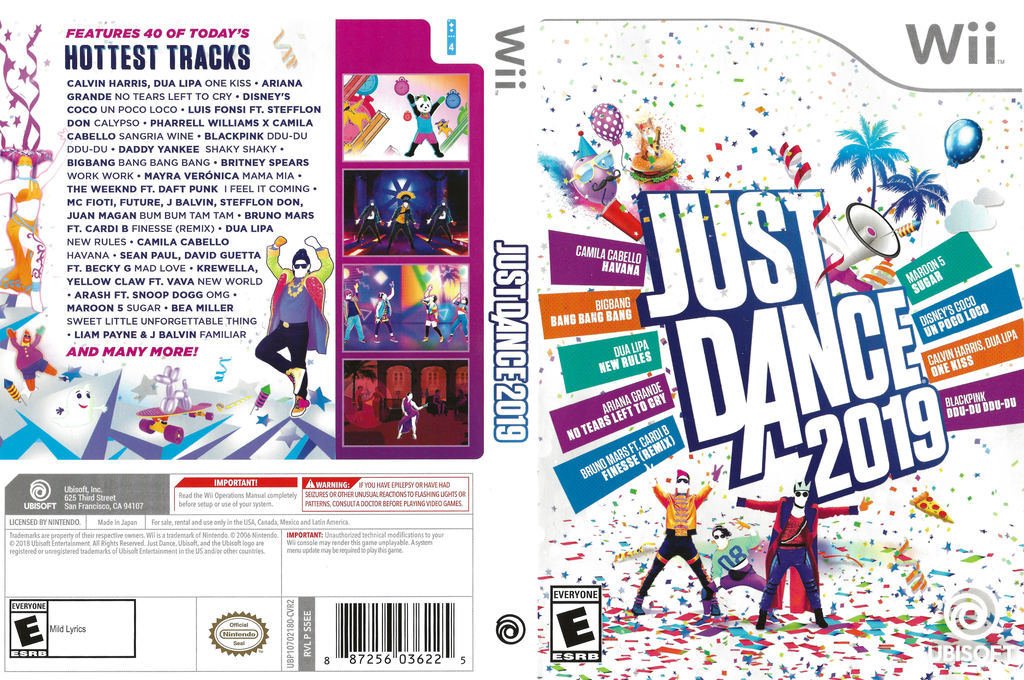 FEATURES 40 OF TODAY'S
HOTTEST TRACKS
CALVIN HARRIS, DUA LIPA ONE KISS • ARIANA
GRANDE NO TEARS LEFT TO CRY • DISNEY'S
COCO UN POCO LOCO • LUIS FONSI FT. STEFFLON
DON CALYPSO • PHARRELL WILLIAMS X CAMILA
CABELLO SANGRIA WINE • BLACKPINK DDU-DU
DDU-DU • DADDY YANKEE SHAKY SHAKY •
BIGBANG BANG BANG BANG • BRITNEY SPEARS
WORK WORK • MAYRA VERÓNICA MAMA MIA •
THE WEEKND FT. DAFT PUNK I FEEL IT COMING •
MC FIOTI, FUTURE, J BALVIN, STEFFLON DON,
JUAN MAGAN BUM BUM TAM TAM • BRUNO MARS
FT. CARDI B FINESSE (REMIX) • DUA LIPA
NEW RULES • CAMILA CABELLO
HAVANA • SEAN PAUL, DAVID GUETTA
FT. BECKY G MAD LOVE • KREWELLA,
YELLOW CLAW FT. VAVA NEW WORLD
• ARASH FT. SNOOP DOGG OMG •
MAROON 5 SUGAR • BEA MILLER
SWEET LITTLE UNFORGETTABLE THING
• LIAM PAYNE & J BALVIN FAMILIAR
AND MANY MORE!
4
UBISOFT
Ubisoft, Inc.
625 Third Street
San Francisco, CA 94107
IMPORTANT!
Read the Wii Operations Manual completely
before setup or use of your system.
WARNING: IF YOU HAVE EPILEPSY OR HAVE HAD
SEIZURES OR OTHER UNUSUAL REACTIONS TO FLASHING LIGHTS OR
PATTERNS, CONSULT A DOCTOR BEFORE PLAYING VIDEO GAMES.
LICENSED BY NINTENDO. Made in Japan For sale, rental and use only in the USA, Canada, Mexico and Latin America.
Trademarks are property of their respective owners. Wii is a trademark of Nintendo. © 2006 Nintendo.
© 2018 Ubisoft Entertainment. All Rights Reserved. Just Dance, Ubisoft, and the Ubisoft logo are
registered or unregistered trademarks of Ubisoft Entertainment in the US and/or other countries.
IMPORTANT: Unauthorized technical modifications to your
Wii console may render this game unplayable. A system
menu update may be required to play this game.
EVERYONE
E
ESRB
Mild Lyrics
Official
Nintendo
Seal
UBP10702180-CVR2
RVL P SSEE
8 87256 03622 5
Wii
JUST DANCE 2019
Wii™
CAMILA CABELLO
HAVANA
BIGBANG
BANG BANG BANG
DUA LIPA
NEW RULES
ARIANA GRANDE
NO TEARS LEFT TO CRY
BRUNO MARS FT. CARDI B
FINESSE (REMIX)
JUST
DANCE
2019
MAROON 5
SUGAR
DISNEY'S COCO
UN POCO LOCO
CALVIN HARRIS, DUA LIPA
ONE KISS
BLACKPINK
DDU-DU DDU-DU
18
EVERYONE
E
ESRB
UBISOFT